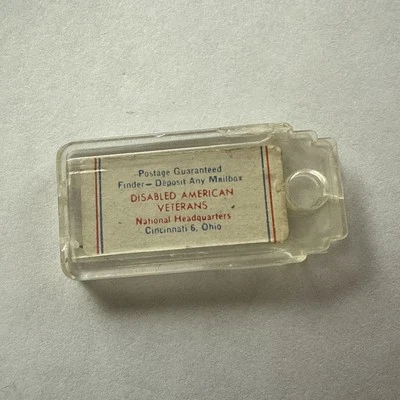 Postage Guaranteed
Finder— Deposit Any Mailbox
DISABLED AMERICAN
VETERANS
National Headquarters
Cincinnati 6, Ohio